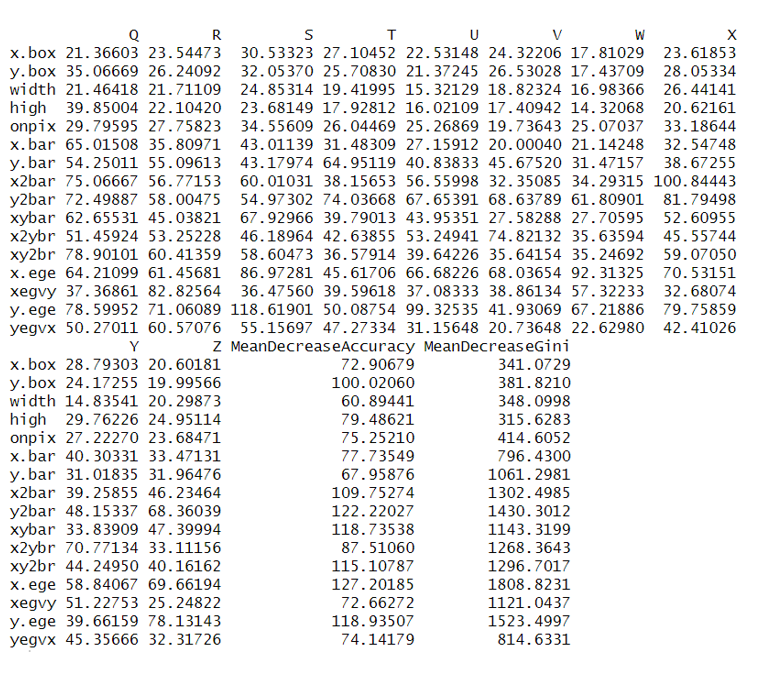 Q R S T U V W X
x.box 21.36603 23.54473 30.53323 27.10452 22.53148 24.32206 17.81029 23.61853
y.box 35.06669 26.24092 32.05370 25.70830 21.37245 26.53028 17.43709 28.05334
width 21.46418 21.71109 24.85314 19.41995 15.32129 18.82324 16.98366 26.44141
high 39.85004 22.10420 23.68149 17.92812 16.02109 17.40942 14.32068 20.62161
onpix 29.79595 27.75823 34.55609 26.04469 25.26869 19.73643 25.07037 33.18644
x.bar 65.01508 35.80971 43.01139 31.48309 27.15912 20.00040 21.14248 32.54748
y.bar 54.25011 55.09613 43.17974 64.95119 40.83833 45.67520 31.47157 38.67255
x2bar 75.06667 56.77153 60.01031 38.15653 56.55998 32.35085 34.29315 100.84443
y2bar 72.49887 58.00475 54.97302 74.03668 67.65391 68.63789 61.80901 81.79498
xybar 62.65531 45.03821 67.92966 39.79013 43.95351 27.58288 27.70595 52.60955
x2ybr 51.45924 53.25228 46.18964 42.63855 53.24941 74.82132 35.63594 45.55744
xy2br 78.90101 60.41359 58.60473 36.57914 39.64226 35.64154 35.24692 59.07050
x.ege 64.21099 61.45681 86.97281 45.61706 66.68226 68.03654 92.31325 70.53151
xegvy 37.36861 82.82564 36.47560 39.59618 37.08333 38.86134 57.32233 32.68074
y.ege 78.59952 71.06089 118.61901 50.08754 99.32535 41.93069 67.21886 79.75859
yegvx 50.27011 60.57076 55.15697 47.27334 31.15648 20.73648 22.62980 42.41026
Y Z MeanDecreaseAccuracy MeanDecreaseGini
x.box 28.79303 20.60181 72.90679 341.0729
y.box 24.17255 19.99566 100.02060 381.8210
width 14.83541 20.29873 60.89441 348.0998
high 29.76226 24.95114 79.48621 315.6283
onpix 27.22270 23.68471 75.25210 414.6052
x.bar 40.30331 33.47131 77.73549 796.4300
y.bar 31.01835 31.96476 67.95876 1061.2981
x2bar 39.25855 46.23464 109.75274 1302.4985
y2bar 48.15337 68.36039 122.22027 1430.3012
xybar 33.83909 47.39994 118.73538 1143.3199
x2ybr 70.77134 33.11156 87.51060 1268.3643
xy2br 44.24950 40.16162 115.10787 1296.7017
x.ege 58.84067 69.66194 127.20185 1808.8231
xegvy 51.22753 25.24822 72.66272 1121.0437
y.ege 39.66159 78.13143 118.93507 1523.4997
yegvx 45.35666 32.31726 74.14179 814.6331